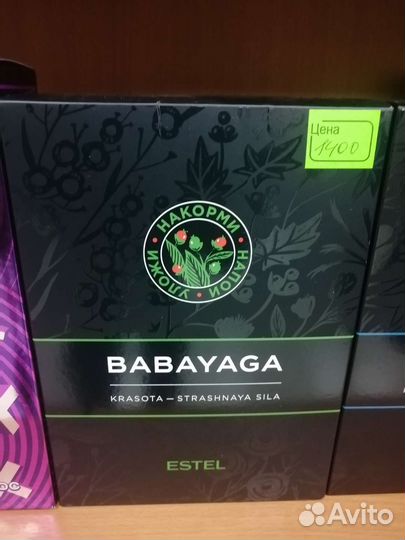 Цена
1400
НАКОРМИ
НАПОИ
УЛОЖИ
BABAYAGA
KRASOTA — STRASHNAYA SILA
ESTEL
Avito